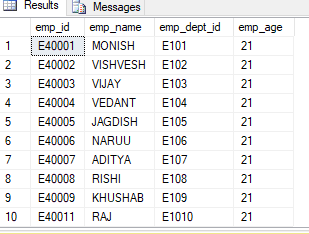 Results Messages
emp_id emp_name emp_dept_id emp_age
1 E40001 MONISH E101 21
2 E40002 VISHVESH E102 21
3 E40003 VIJAY E103 21
4 E40004 VEDANT E104 21
5 E40005 JAGDISH E105 21
6 E40006 NARUU E106 21
7 E40007 ADITYA E107 21
8 E40008 RISHI E108 21
9 E40009 KHUSHAB E109 21
10 E40011 RAJ E1010 21